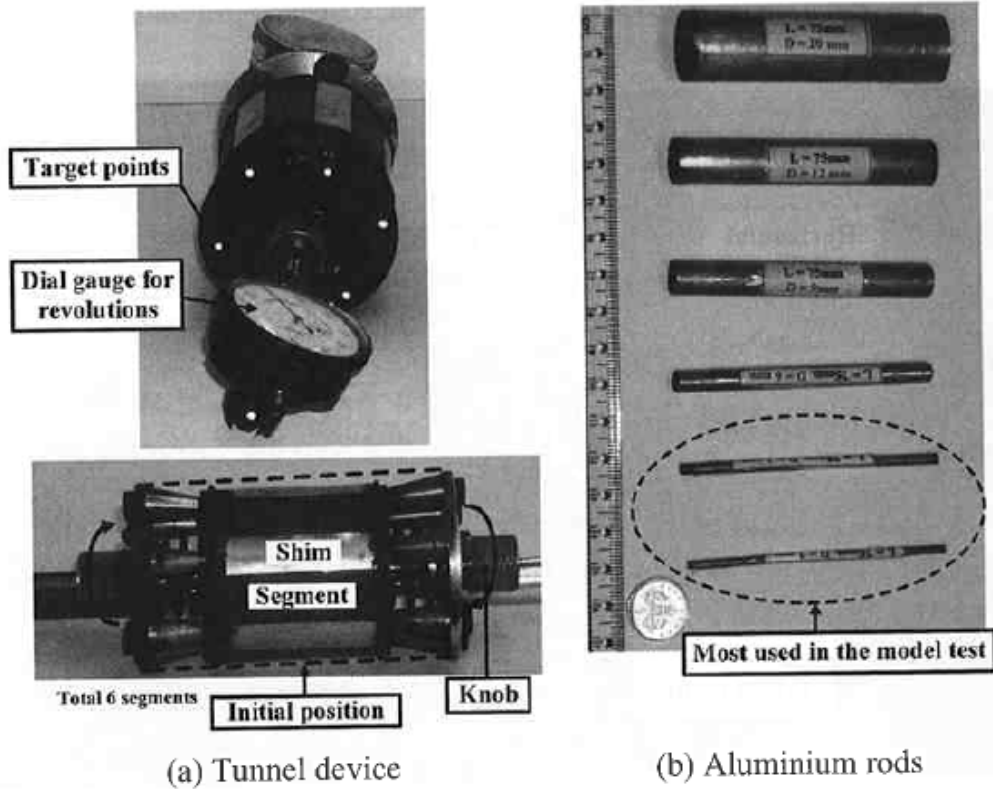 Target points
Dial gauge for
revolutions
Shim
Segment
Total 6 segments
Initial position
Knob
(a) Tunnel device
L = 75mm
D = 20 mm
L = 75mm
D = 12 mm
L = 75mm
D = 9mm
Most used in the model test
(b) Aluminium rods